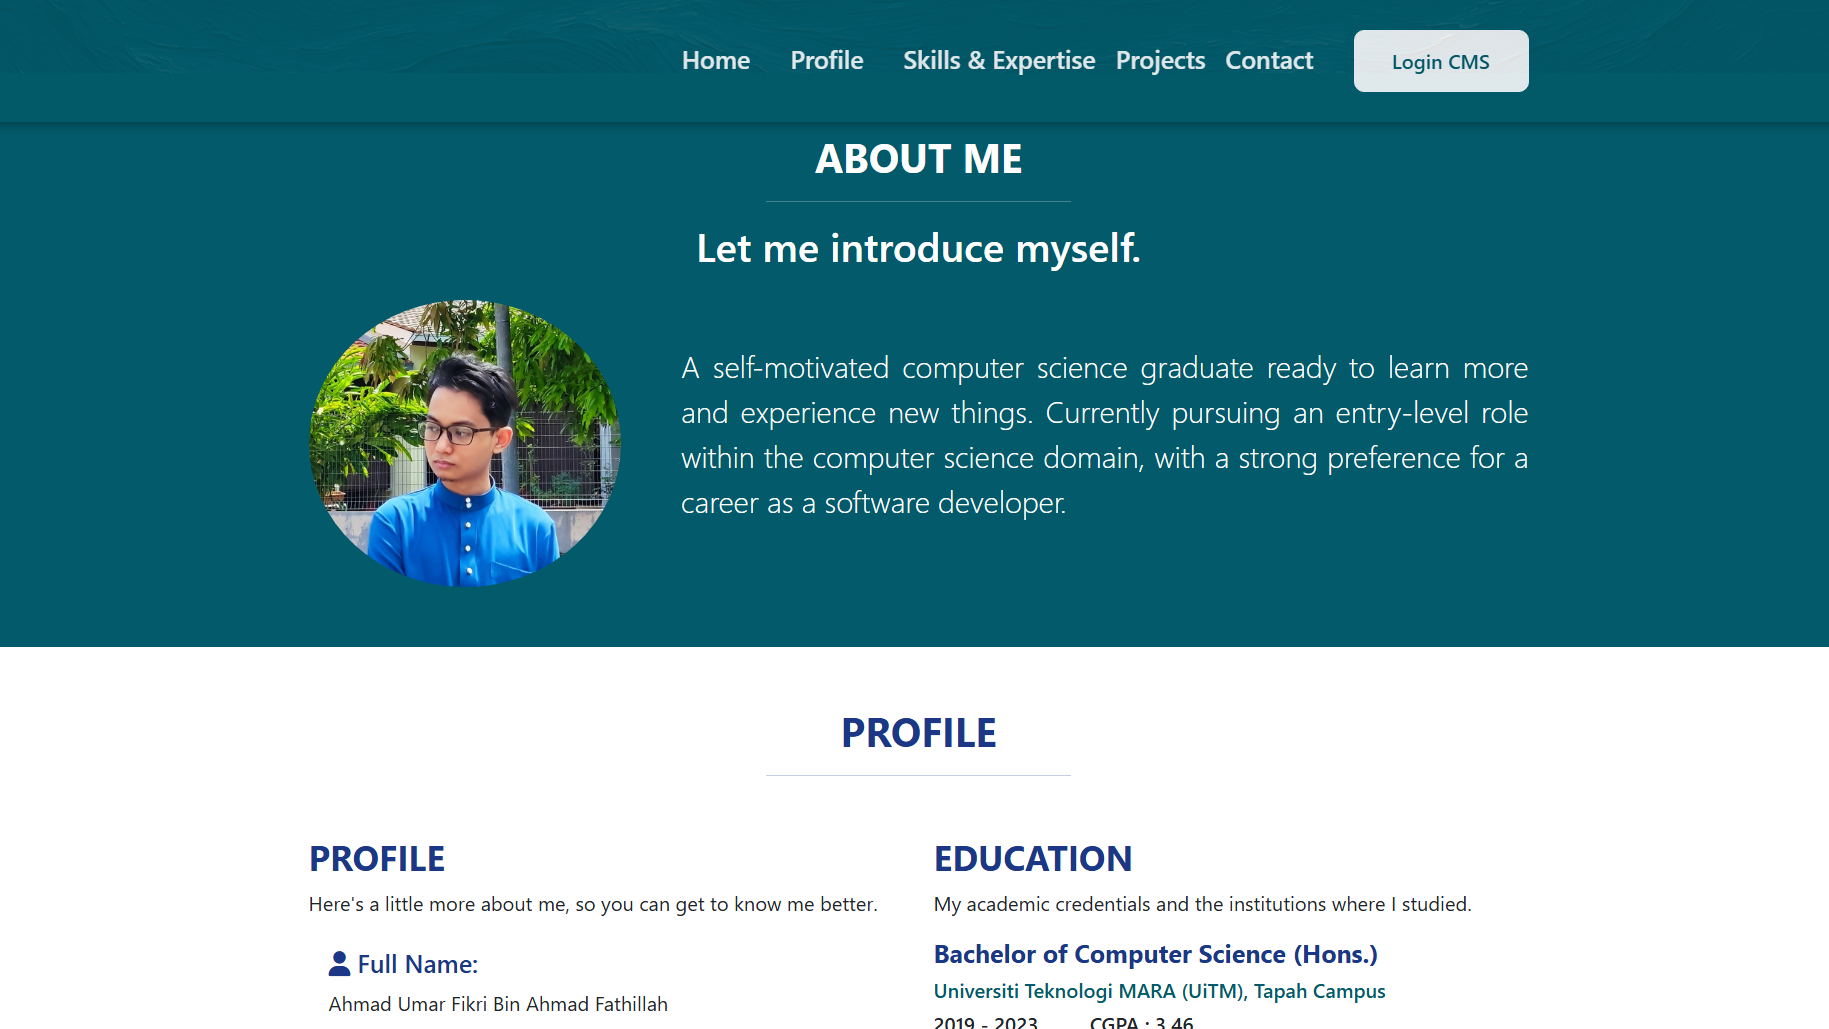 Home Profile Skills & Expertise Projects Contact Login CMS
ABOUT ME
Let me introduce myself.
A self-motivated computer science graduate ready to learn more
and experience new things. Currently pursuing an entry-level role
within the computer science domain, with a strong preference for a
career as a software developer.
PROFILE
PROFILE
Here's a little more about me, so you can get to know me better.
Full Name:
Ahmad Umar Fikri Bin Ahmad Fathillah
EDUCATION
My academic credentials and the institutions where I studied.
Bachelor of Computer Science (Hons.)
Universiti Teknologi MARA (UiTM), Tapah Campus
2019 - 2023 CGPA : 3.46